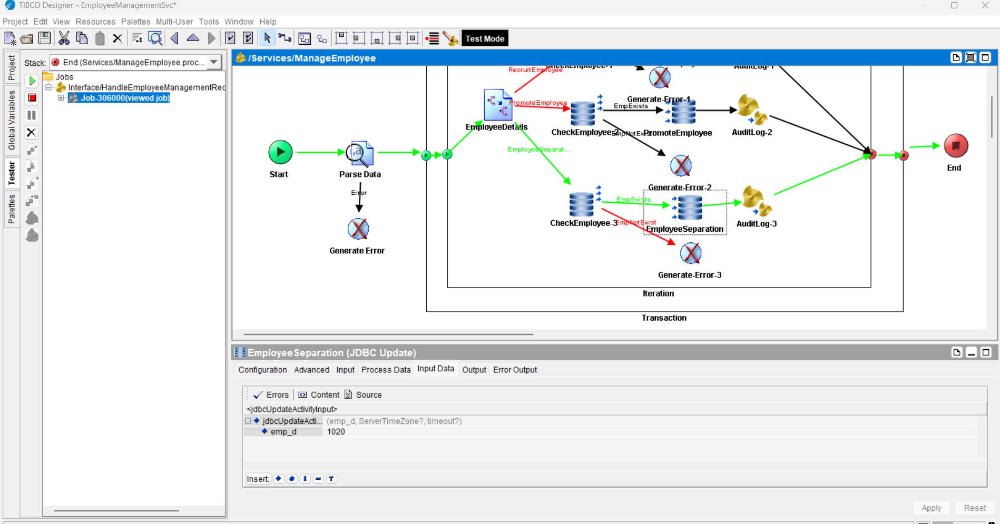 TIBCO Designer - EmployeeManagementSvc*
Project Edit View Resources Palettes Multi-User Tools Window Help
Test Mode
Project
Global Variables
Tester
Palettes
Stack: End (Services/ManageEmployee.proc...
Jobs
Interface/HandleEmployeeManagementRec
Job-306000(viewed job)
/Services/ManageEmployee
RecruitEmployee
CheckEmployee-1
AuditLog-1
Generate-Error-1
PromoteEmployee
EmpExists
EmployeeDetails
CheckEmployee-2
EmpNotExist
PromoteEmployee
AuditLog-2
EmployeeSeparat...
Start
Parse Data
End
Error
Generate-Error-2
EmpExists
CheckEmployee-3
EmpNotExist
EmployeeSeparation
AuditLog-3
Generate Error
Generate-Error-3
Iteration
Transaction
EmployeeSeparation (JDBC Update)
Configuration Advanced Input Process Data Input Data Output Error Output
Errors Content Source
<jdbcUpdateActivityInput>
jdbcUpdateActi... (emp_d, ServerTimeZone?, timeout?)
emp_d 1020
Insert:
Apply Reset